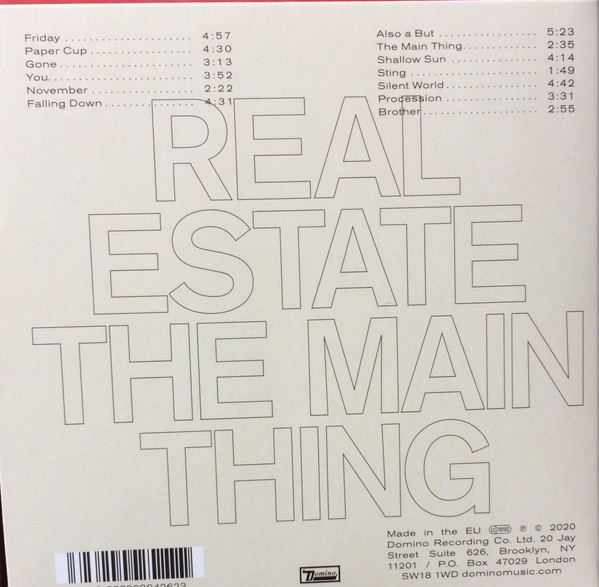 Friday ...................... 4:57
Paper Cup .................. 4:30
Gone ....................... 3:13
You ........................ 3:52
November ................... 2:22
Falling Down ............... 4:31
Also a But ................. 5:23
The Main Thing ............. 2:35
Shallow Sun ................ 4:14
Sting ...................... 1:49
Silent World ............... 4:42
Procession ................. 3:31
Brother .................... 2:55
REAL
ESTATE
THE MAIN
THING
Made in the EU LC ℗ © 2020
Domino Recording Co. Ltd. 20 Jay
Street Suite 626, Brooklyn, NY
11201 / P.O. Box 47029 London
SW18 1WD dominomusic.com
Domino